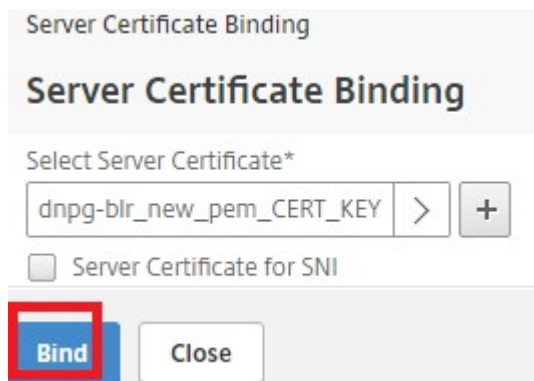 Server Certificate Binding
Server Certificate Binding
Select Server Certificate*
dnpg-blr_new_pem_CERT_KEY > +
Server Certificate for SNI
Bind Close